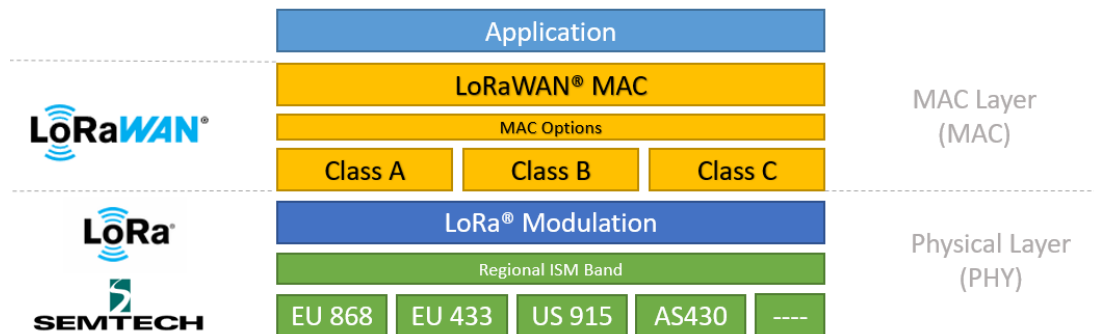 Application
LoRaWAN® MAC
LoRaWAN®
MAC Options
MAC Layer
(MAC)
Class A
Class B
Class C
LoRa®
LoRa® Modulation
Physical Layer
(PHY)
Regional ISM Band
SEMTECH
EU 868
EU 433
US 915
AS430
----